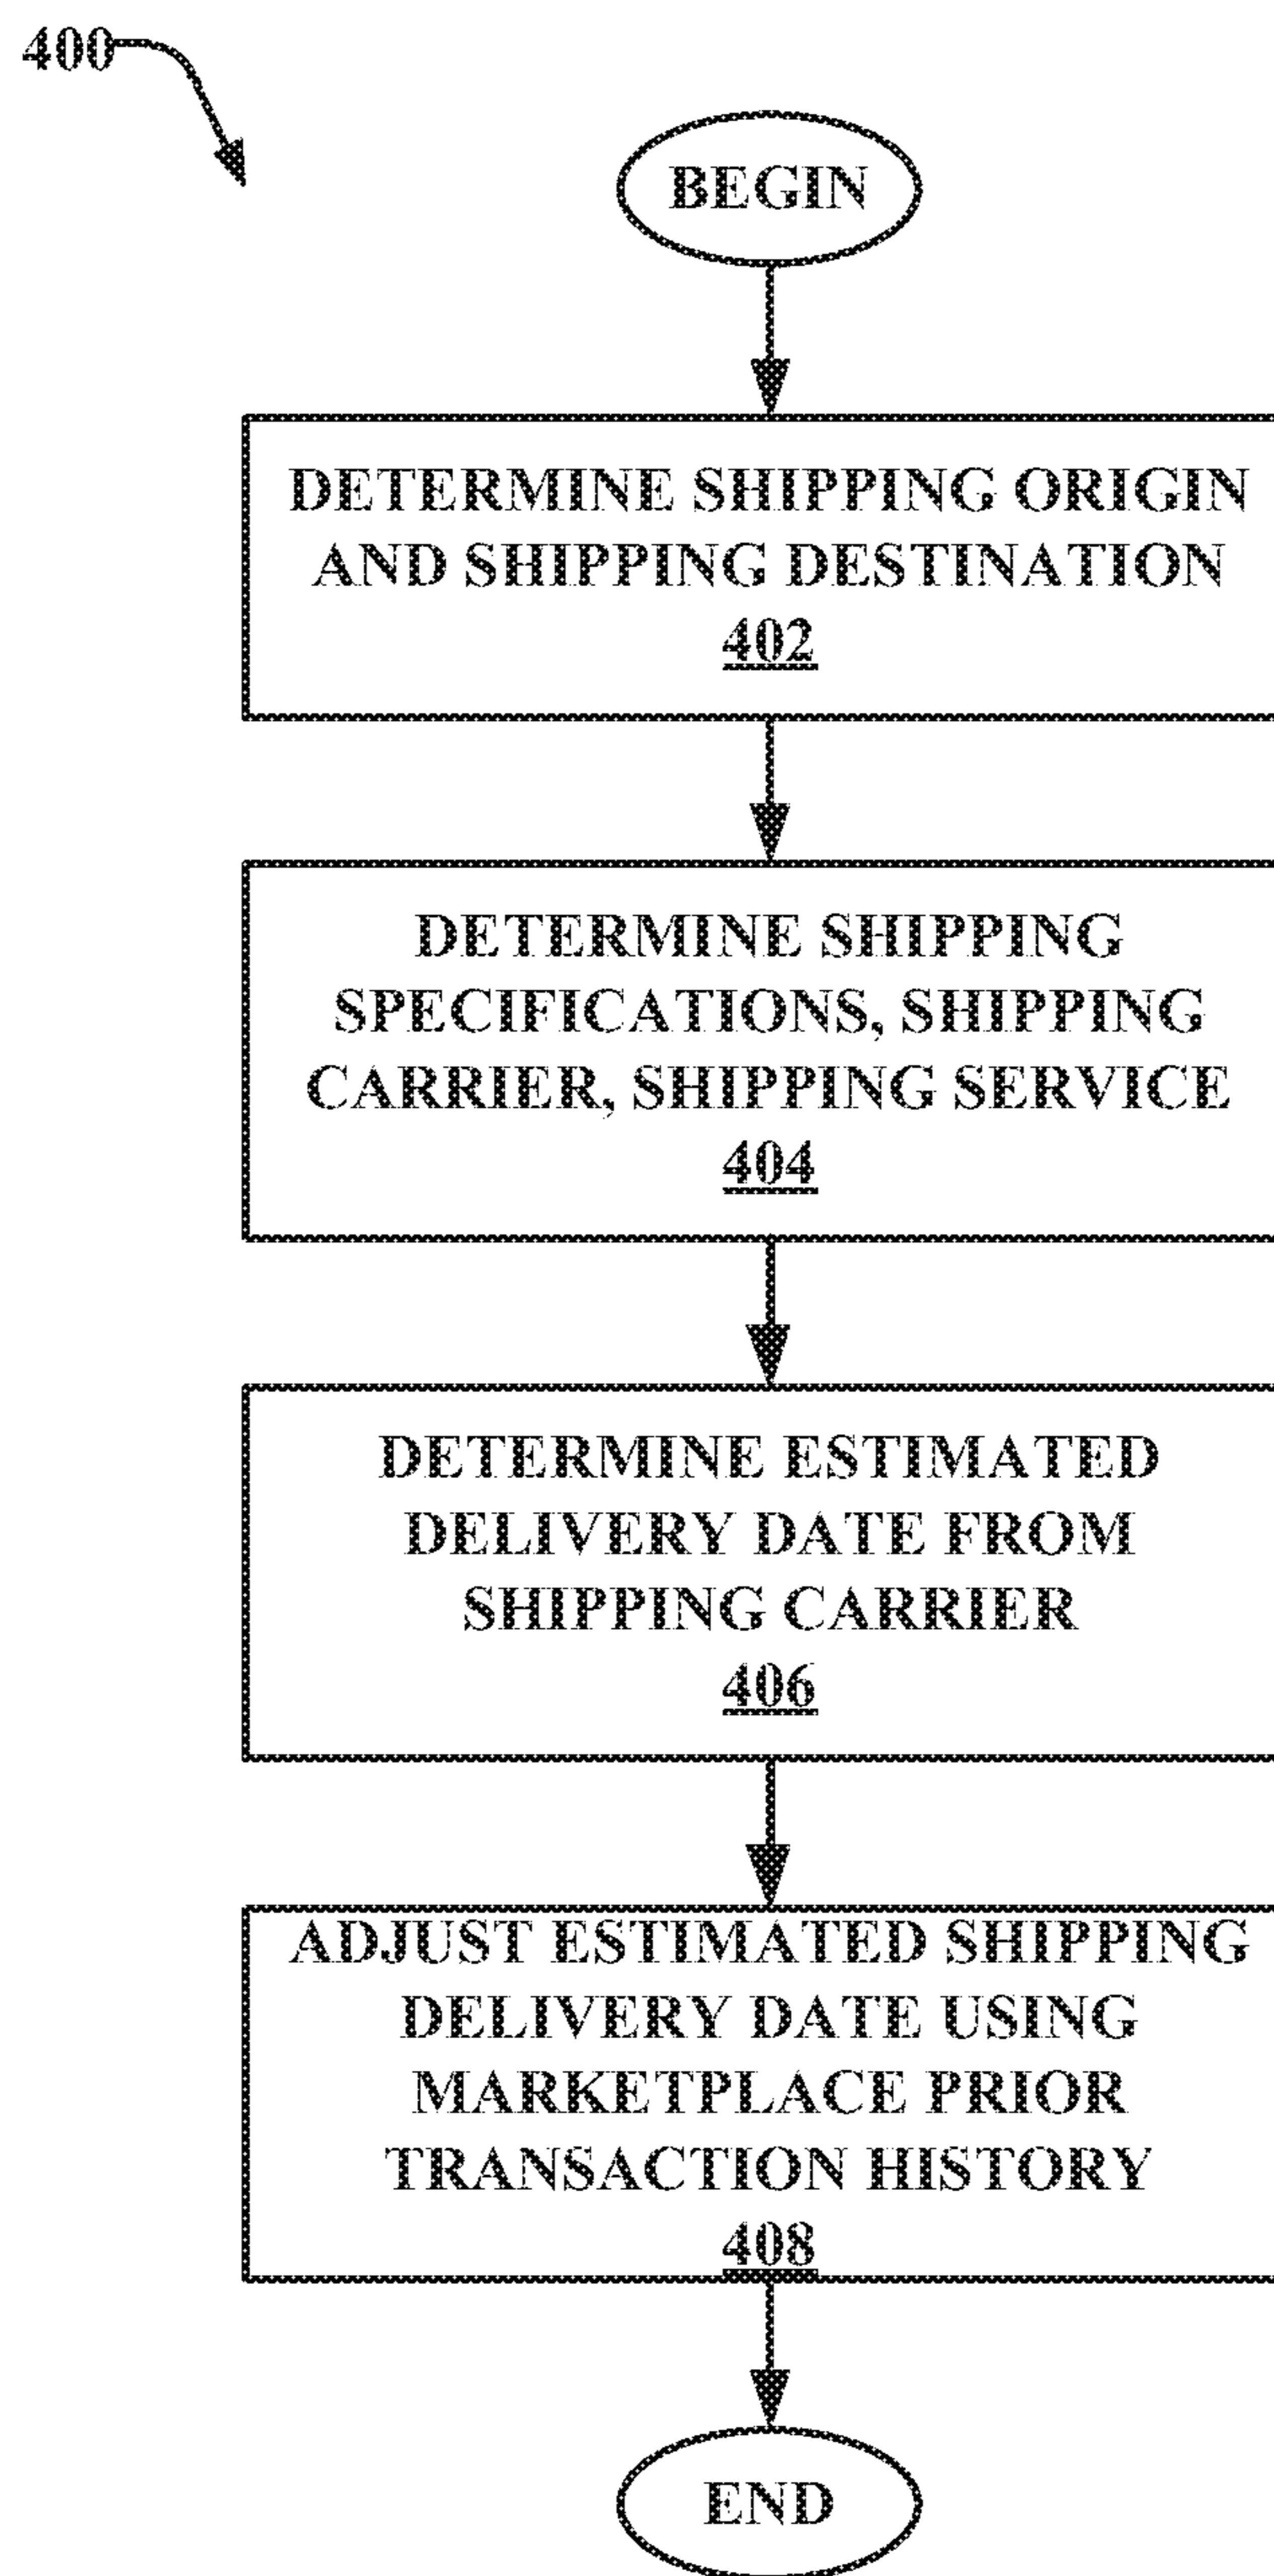 400
BEGIN
DETERMINE SHIPPING ORIGIN
AND SHIPPING DESTINATION
402
DETERMINE SHIPPING
SPECIFICATIONS, SHIPPING
CARRIER, SHIPPING SERVICE
404
DETERMINE ESTIMATED
DELIVERY DATE FROM
SHIPPING CARRIER
406
ADJUST ESTIMATED SHIPPING
DELIVERY DATE USING
MARKETPLACE PRIOR
TRANSACTION HISTORY
408
END